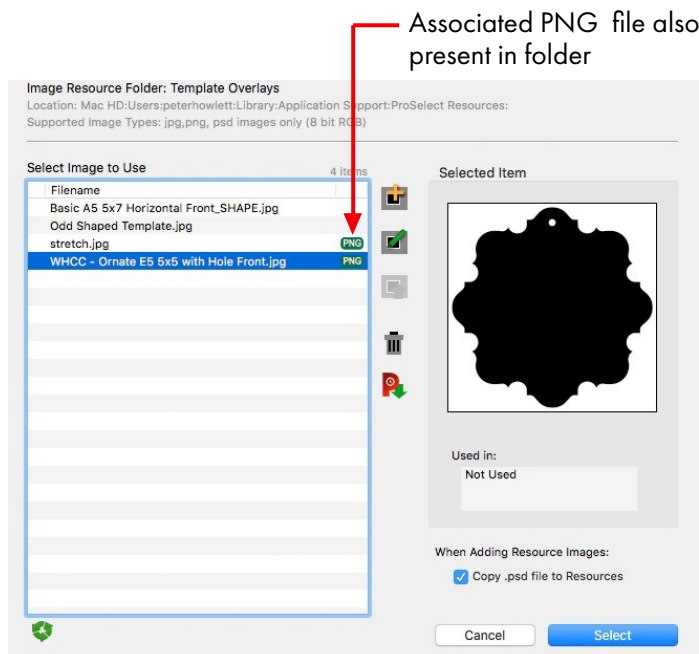 Associated PNG file also
present in folder
Image Resource Folder: Template Overlays
Location: Mac HD:Users:peterhowlett:Library:Application Support:ProSelect Resources:
Supported Image Types: jpg,png, psd images only (8 bit RGB)
Select Image to Use
4 items
Filename
Basic A5 5x7 Horizontal Front_SHAPE.jpg
Odd Shaped Template.jpg
stretch.jpg PNG
WHCC - Ornate E5 5x5 with Hole Front.jpg PNG
Selected Item
Used in:
Not Used
When Adding Resource Images:
Copy .psd file to Resources
Cancel
Select